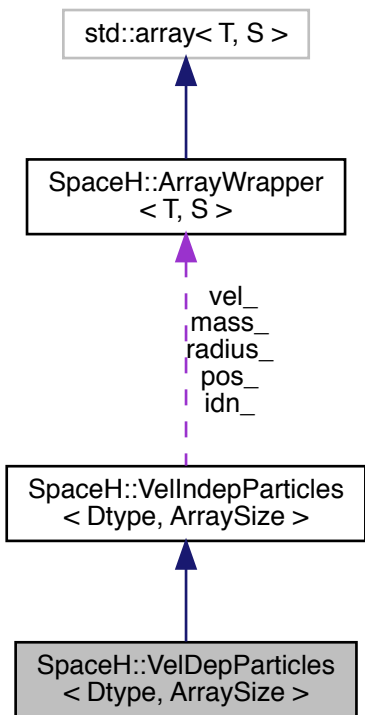 std::array< T, S >
SpaceH::ArrayWrapper
< T, S >
vel_
mass_
radius_
pos_
idn_
SpaceH::VelIndepParticles
< Dtype, ArraySize >
SpaceH::VelDepParticles
< Dtype, ArraySize >